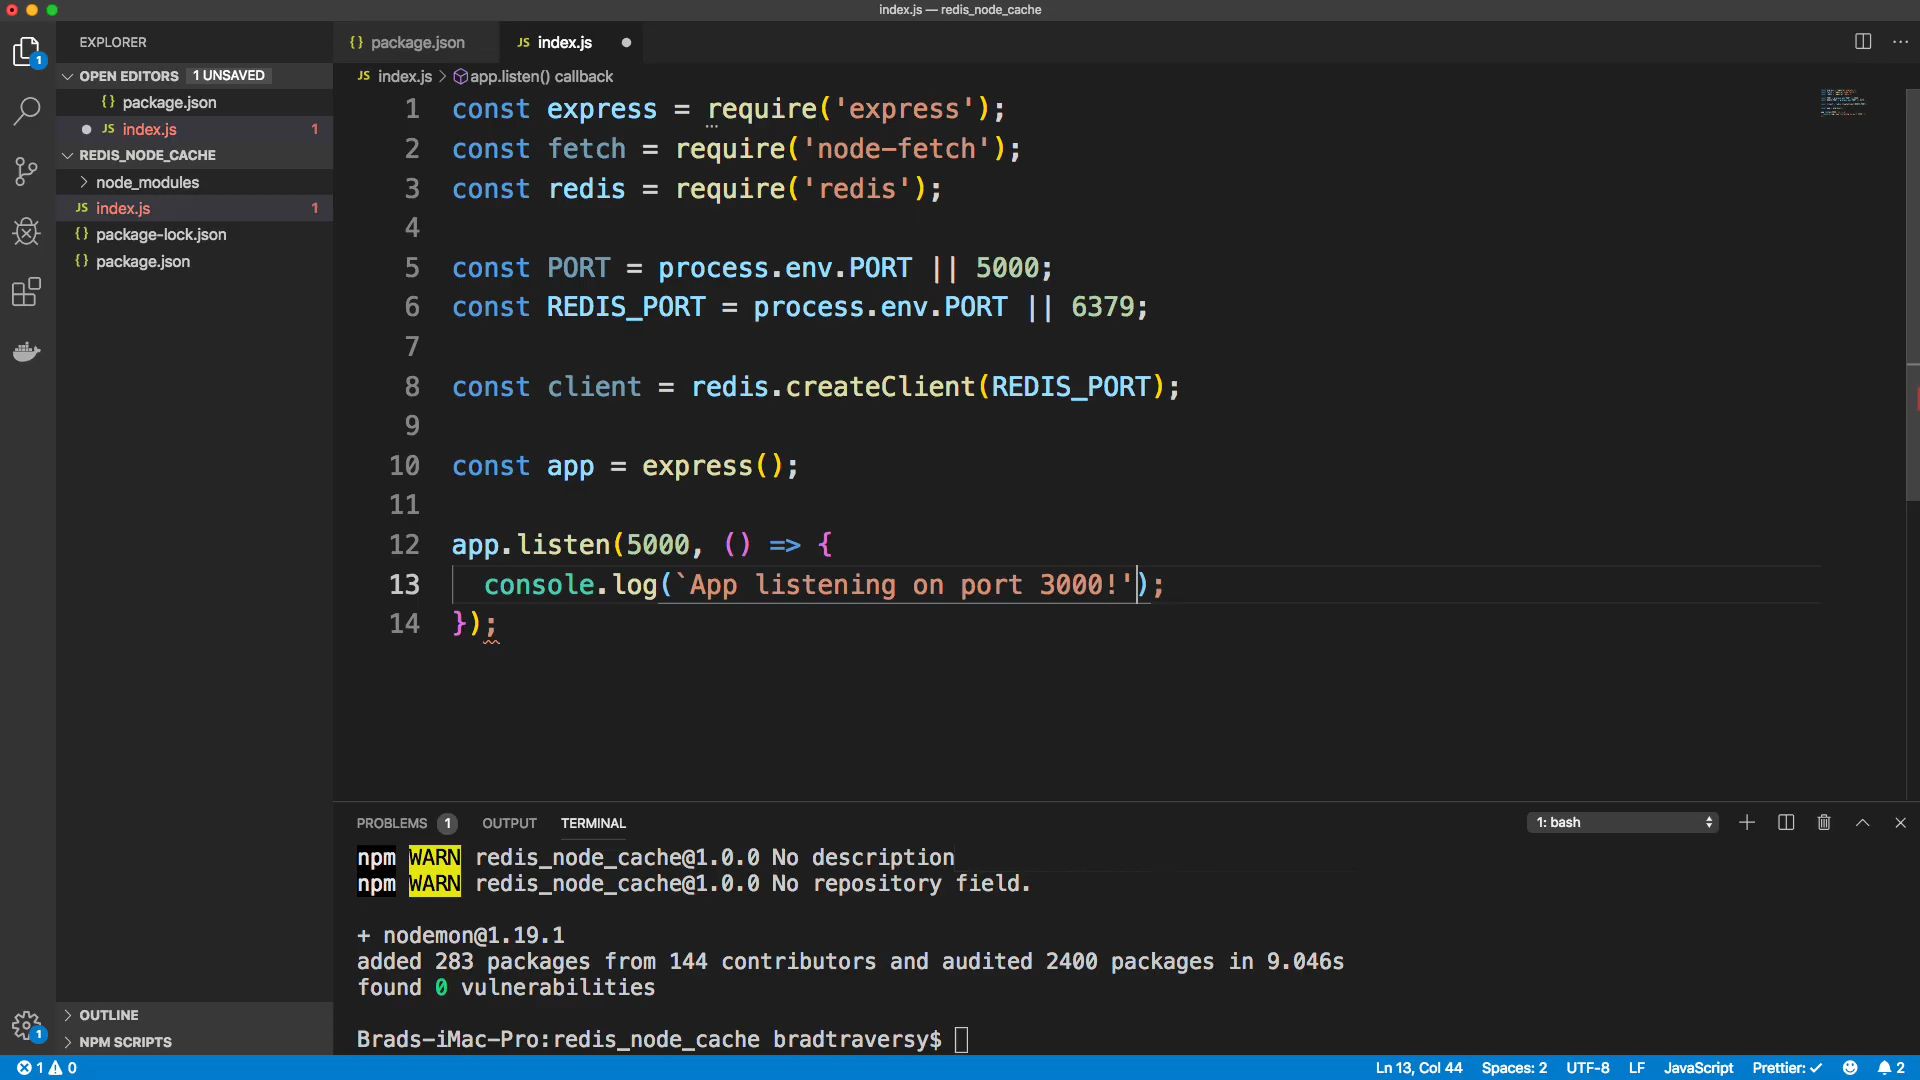 index.js — redis_node_cache
EXPLORER
OPEN EDITORS 1 UNSAVED
{} package.json
JS index.js 1
REDIS_NODE_CACHE
node_modules
JS index.js 1
{} package-lock.json
{} package.json
OUTLINE
NPM SCRIPTS
1
1
{} package.json
JS index.js
JS index.js > app.listen() callback
1 const express = require('express');
2 const fetch = require('node-fetch');
3 const redis = require('redis');
4
5 const PORT = process.env.PORT || 5000;
6 const REDIS_PORT = process.env.PORT || 6379;
7
8 const client = redis.createClient(REDIS_PORT);
9
10 const app = express();
11
12 app.listen(5000, () => {
13 console.log(`App listening on port 3000!');
14 });
PROBLEMS 1 OUTPUT TERMINAL 1: bash
npm WARN redis_node_cache@1.0.0 No description
npm WARN redis_node_cache@1.0.0 No repository field.
+ nodemon@1.19.1
added 283 packages from 144 contributors and audited 2400 packages in 9.046s
found 0 vulnerabilities
Brads-iMac-Pro:redis_node_cache bradtraversy$
1 0 Ln 13, Col 44 Spaces: 2 UTF-8 LF JavaScript Prettier: ✓ 2